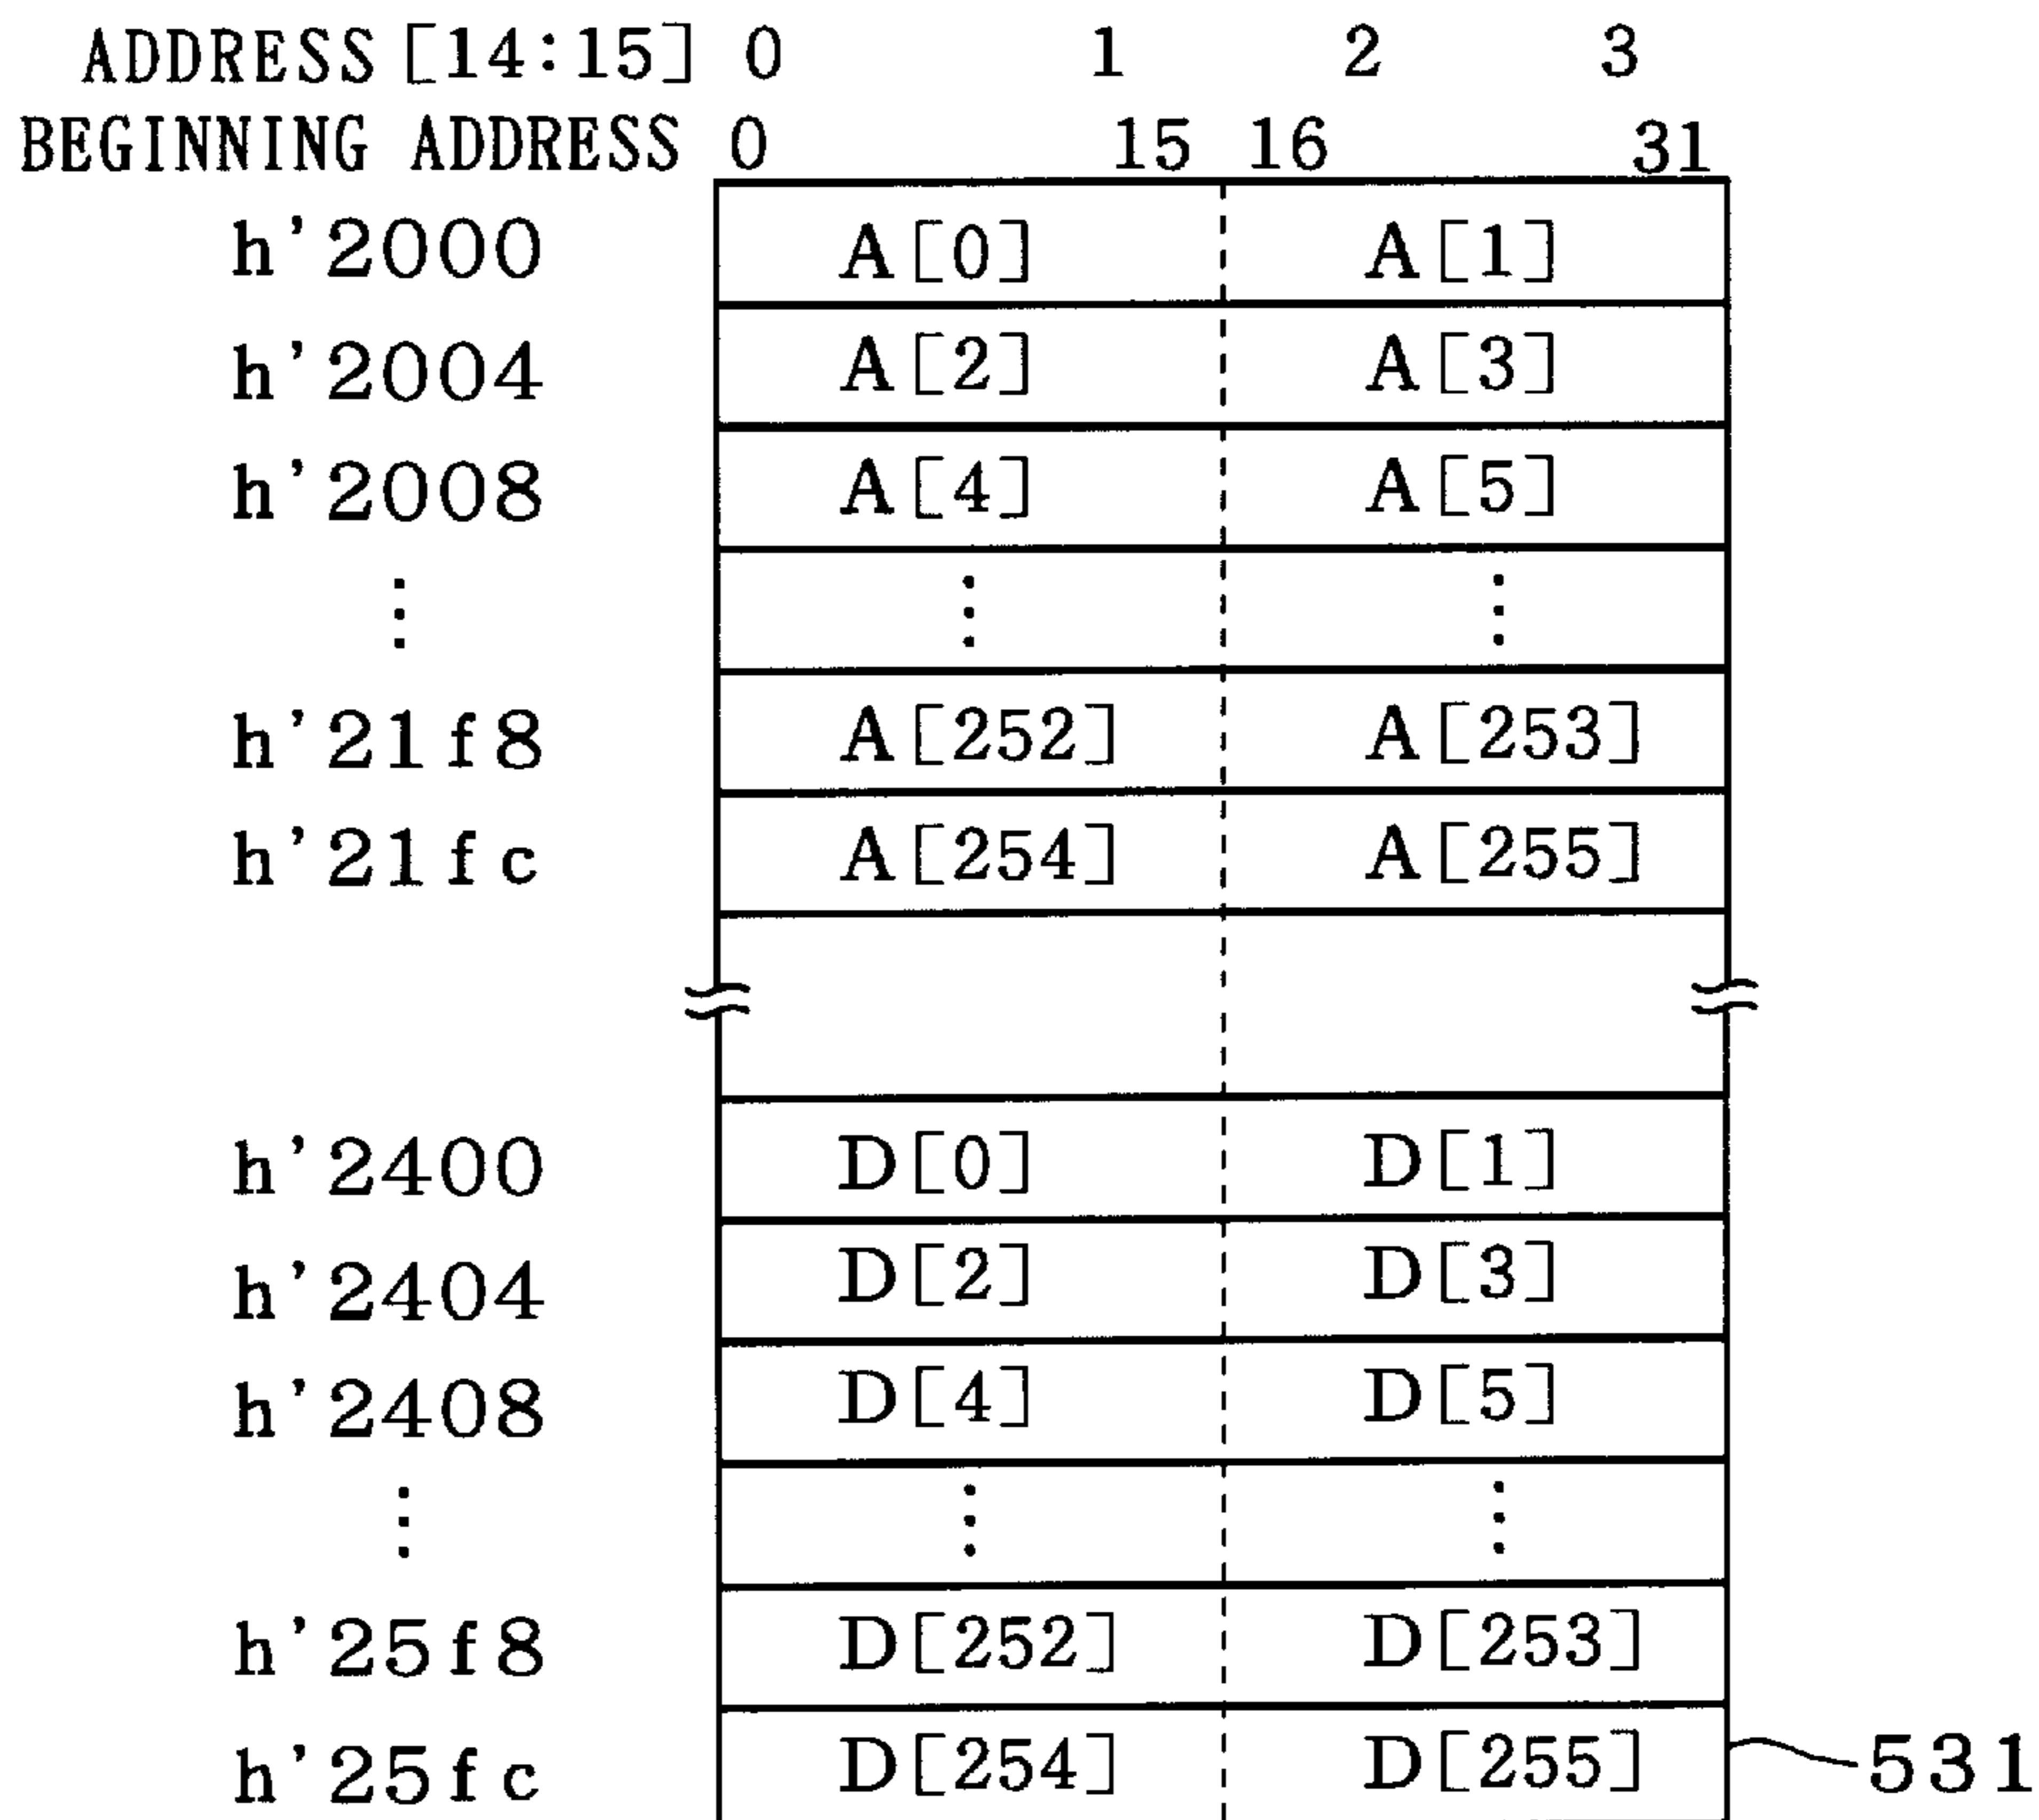 ADDRESS [14:15] 0 1 2 3
BEGINNING ADDRESS 0 15 16 31
h'2000 A[0] A[1]
h'2004 A[2] A[3]
h'2008 A[4] A[5]
⋮ ⋮ ⋮
h'21f8 A[252] A[253]
h'21fc A[254] A[255]
h'2400 D[0] D[1]
h'2404 D[2] D[3]
h'2408 D[4] D[5]
⋮ ⋮ ⋮
h'25f8 D[252] D[253]
h'25fc D[254] D[255] 531